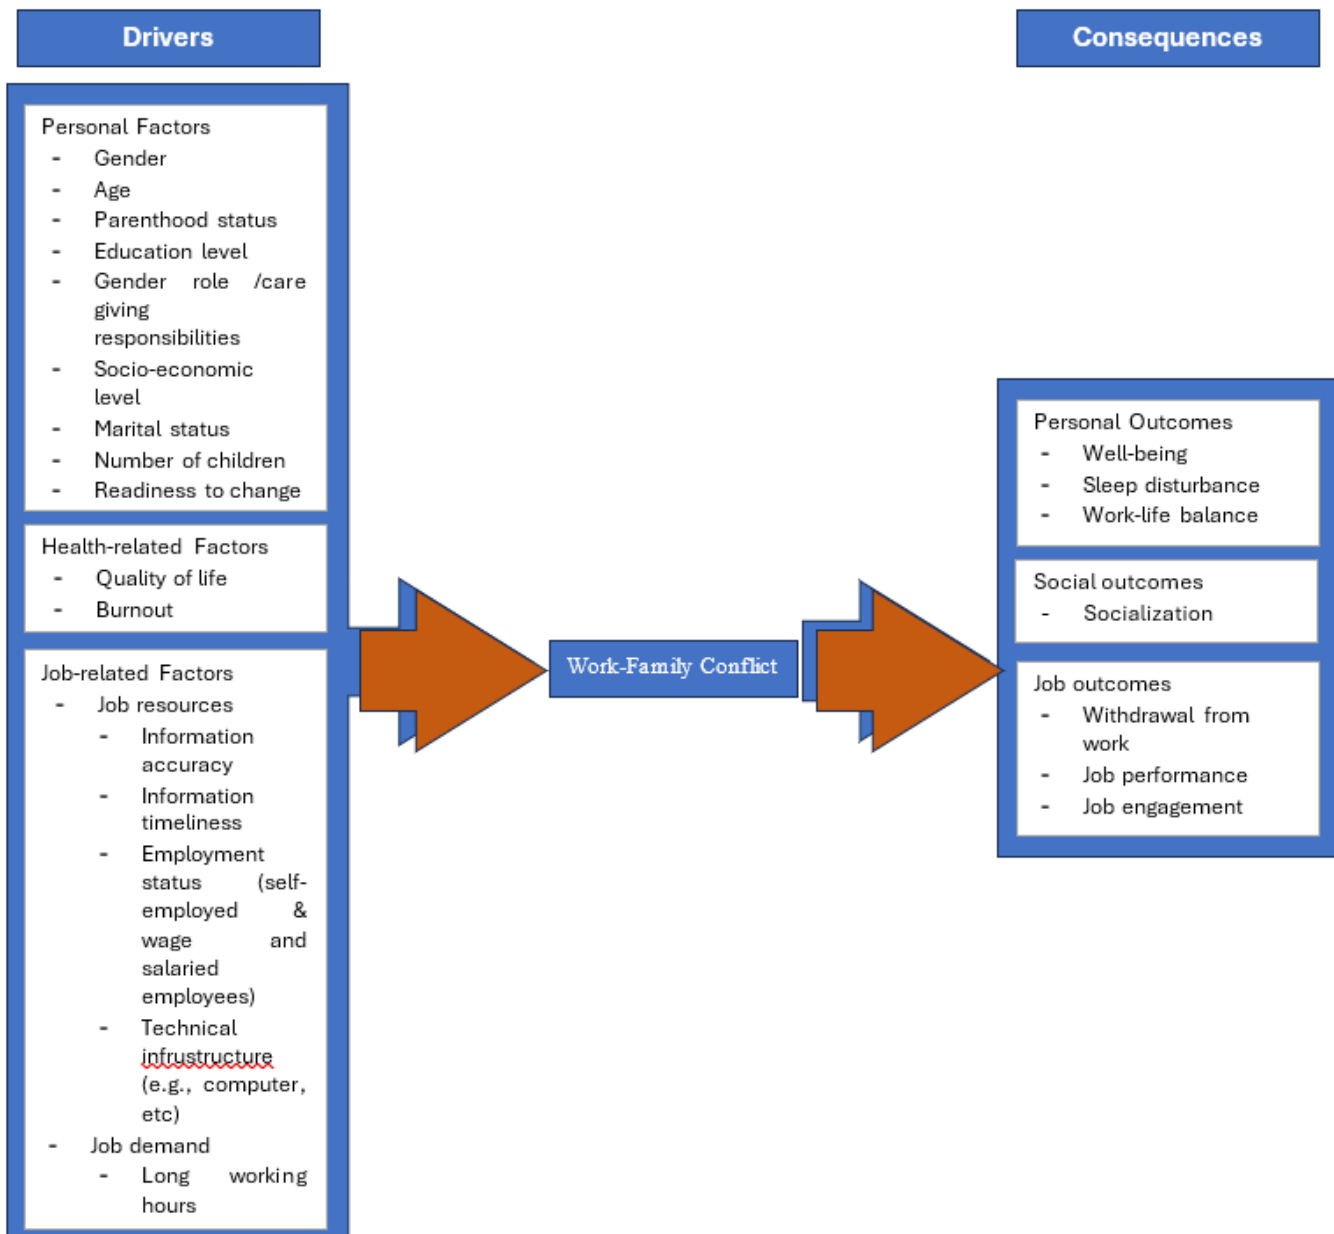 Drivers
Personal Factors
- Gender
- Age
- Parenthood status
- Education level
- Gender role /care
giving
responsibilities
- Socio-economic
level
- Marital status
- Number of children
- Readiness to change
Health-related Factors
- Quality of life
- Burnout
Job-related Factors
- Job resources
- Information
accuracy
- Information
timeliness
- Employment
status (self-
employed &
wage and
salaried
employees)
- Technical
infrustructure
(e.g., computer,
etc)
- Job demand
- Long working
hours
Work-Family Conflict
Consequences
Personal Outcomes
- Well-being
- Sleep disturbance
- Work-life balance
Social outcomes
- Socialization
Job outcomes
- Withdrawal from
work
- Job performance
- Job engagement